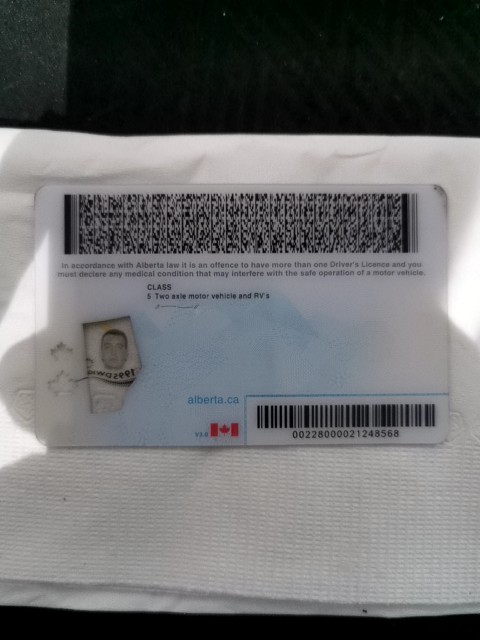 In accordance with Alberta law it is an offence to have more than one Driver's Licence and you
must declare any medical condition that may interfere with the safe operation of a motor vehicle.
CLASS
5 Two axle motor vehicle and RV's
alberta.ca
00228000021248568